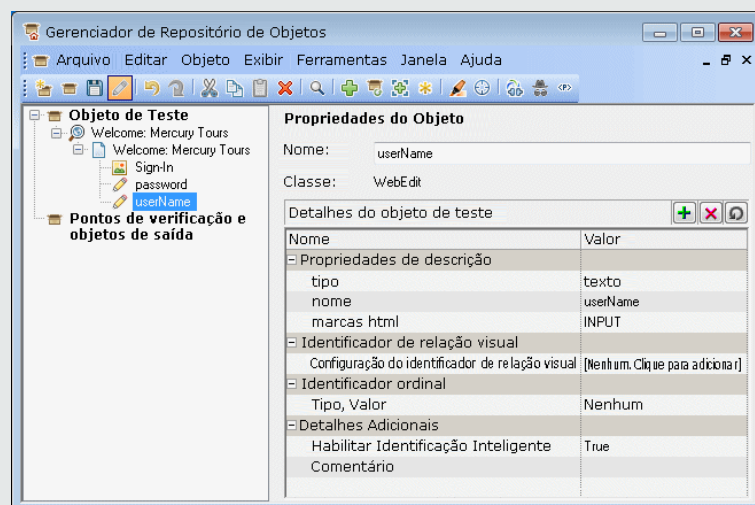 Gerenciador de Repositório de Objetos
Arquivo Editar Objeto Exibir Ferramentas Janela Ajuda
Objeto de Teste
Welcome: Mercury Tours
Welcome: Mercury Tours
Sign-In
password
userName
Pontos de verificação e
objetos de saída
Propriedades do Objeto
Nome: userName
Classe: WebEdit
Detalhes do objeto de teste
Nome Valor
Propriedades de descrição
tipo texto
nome userName
marcas html INPUT
Identificador de relação visual
Configuração do identificador de relação visual [Nenhum. Clique para adicionar]
Identificador ordinal
Tipo, Valor Nenhum
Detalhes Adicionais
Habilitar Identificação Inteligente True
Comentário